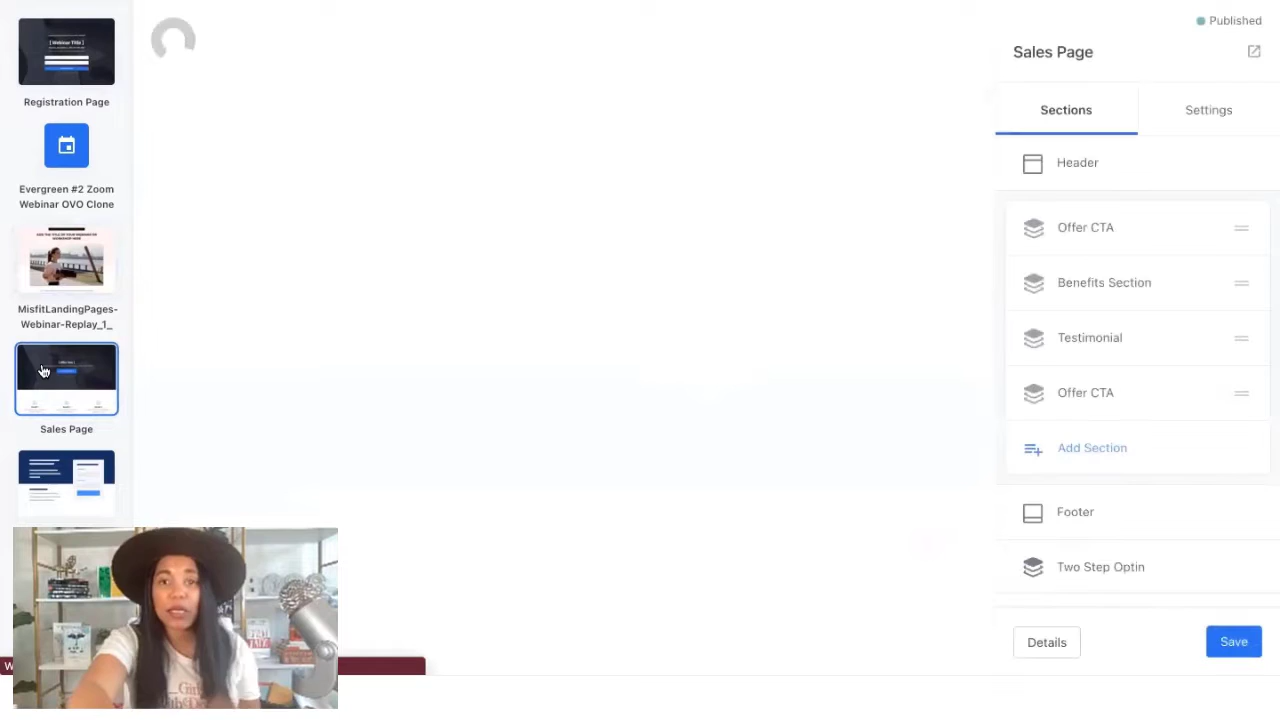 Published
Sales Page
Sections
Settings
Header
Offer CTA
Benefits Section
Testimonial
Offer CTA
Add Section
Footer
Two Step Optin
Details
Save
[ Webinar Title ]
Registration Page
Evergreen #2 Zoom
Webinar OVO Clone
MisfitLandingPages-
Webinar-Replay_1_
Sales Page
W